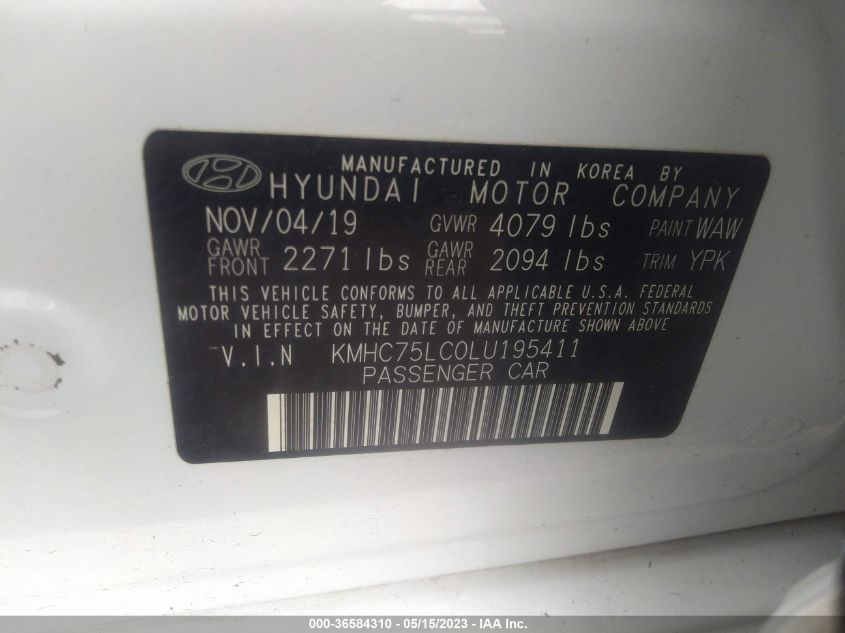 MANUFACTURED IN KOREA BY
HYUNDAI MOTOR COMPANY
NOV/04/19 GVWR 4079 lbs PAINT WAW
GAWR FRONT 2271 lbs GAWR REAR 2094 lbs TRIM YPK
THIS VEHICLE CONFORMS TO ALL APPLICABLE U.S.A. FEDERAL
MOTOR VEHICLE SAFETY, BUMPER, AND THEFT PREVENTION STANDARDS
IN EFFECT ON THE DATE OF MANUFACTURE SHOWN ABOVE
V.I.N KMHC75LC0LU195411
PASSENGER CAR
000-36584310 - 05/15/2023 - IAA Inc.